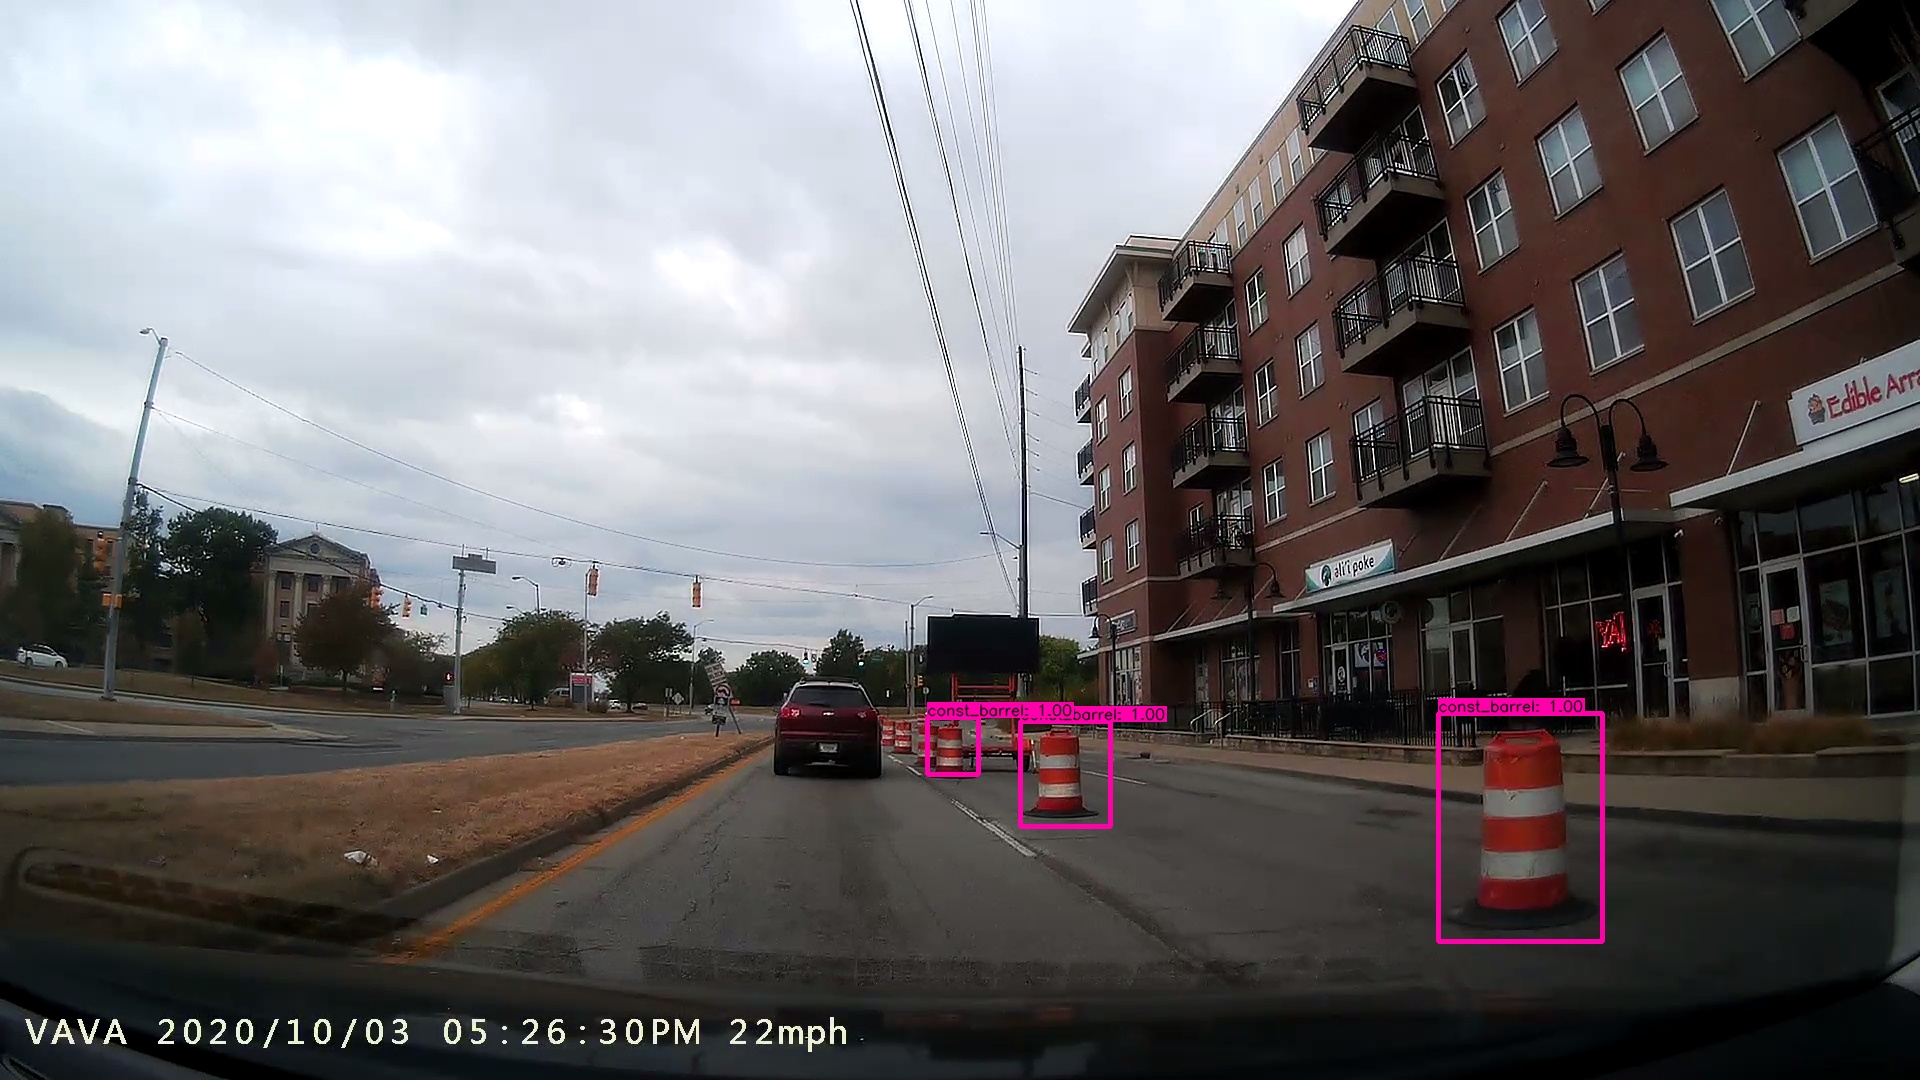 Edible Arra
ali'i poke
const_barrel: 1.00
const_barrel: 1.00
const_barrel: 1.00
VAVA 2020/10/03 05:26:30PM 22mph